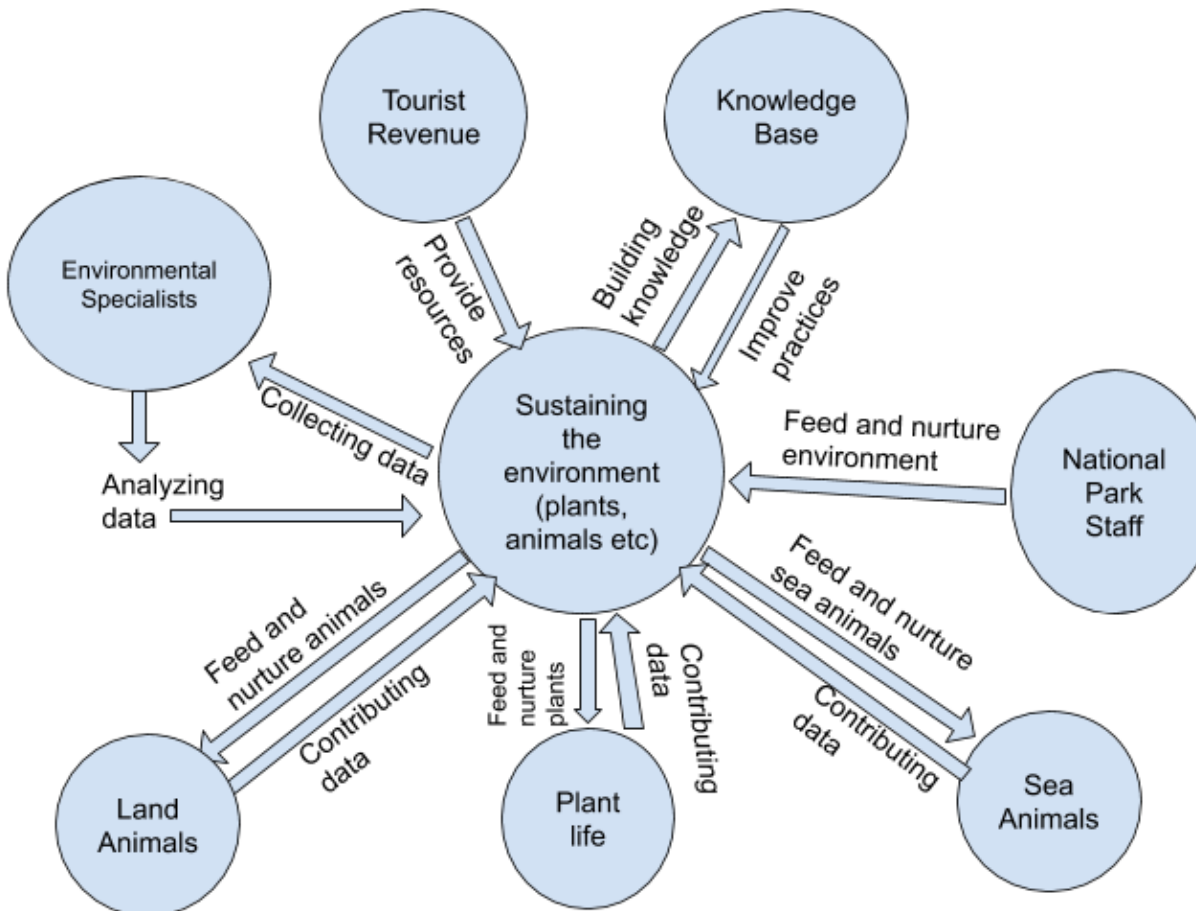 Tourist
Revenue
Knowledge
Base
Environmental
Specialists
Provide
resources
Building
knowledge
Improve
practices
Collecting data
Analyzing
data
Sustaining
the
environment
(plants,
animals etc)
Feed and nurture
environment
National
Park
Staff
Feed and
nurture animals
Contributing
data
Feed and
nurture
plants
Contributing
data
Feed and nurture
sea animals
Contributing
data
Land
Animals
Plant
life
Sea
Animals